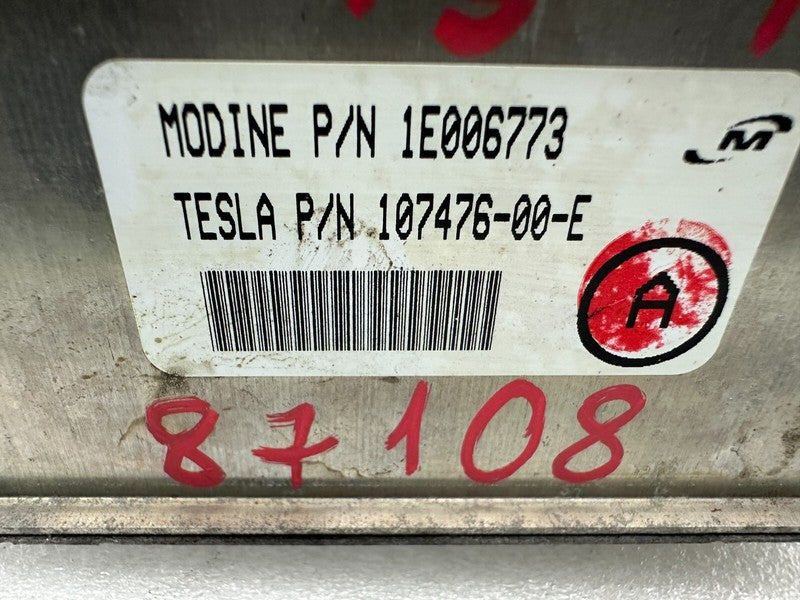 MODINE P/N 1E006773
M
TESLA P/N 107476-00-E
A
87108